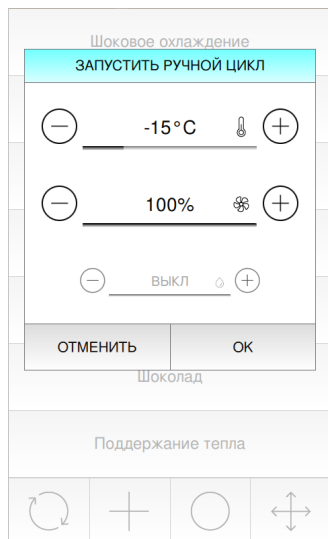 Шоковое охлаждение
ЗАПУСТИТЬ РУЧНОЙ ЦИКЛ
-15°C
100%
ВЫКЛ
ОТМЕНИТЬ OK
Шоколад
Поддержание тепла